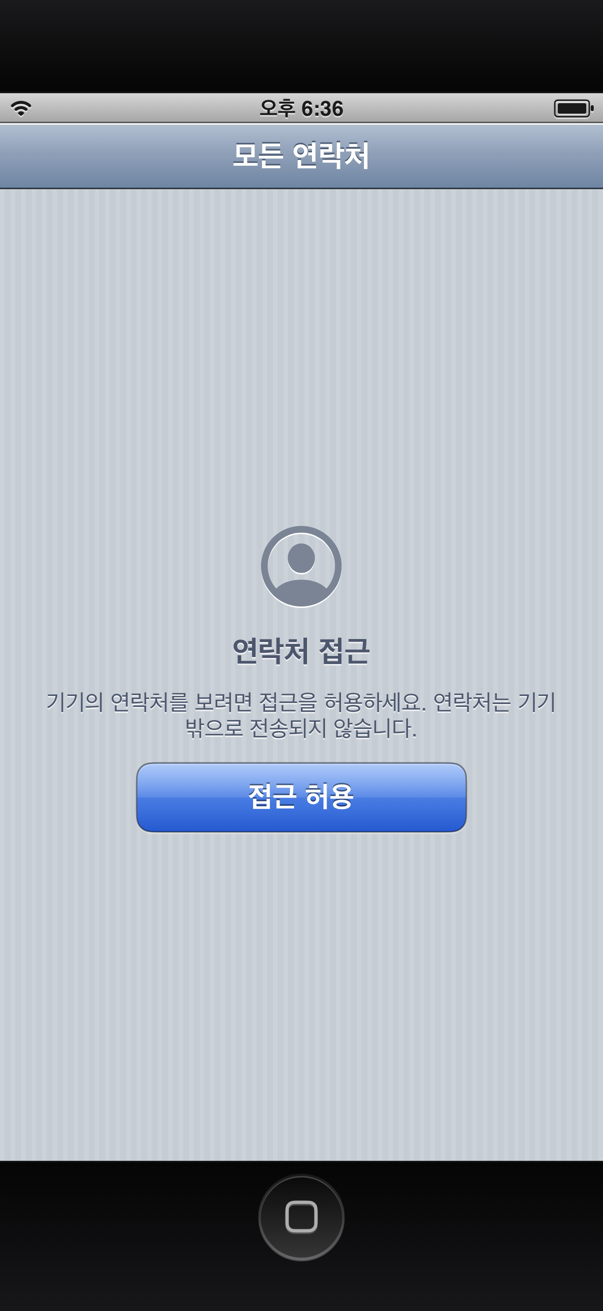 오후 6:36
모든 연락처
연락처 접근
기기의 연락처를 보려면 접근을 허용하세요. 연락처는 기기
밖으로 전송되지 않습니다.
접근 허용